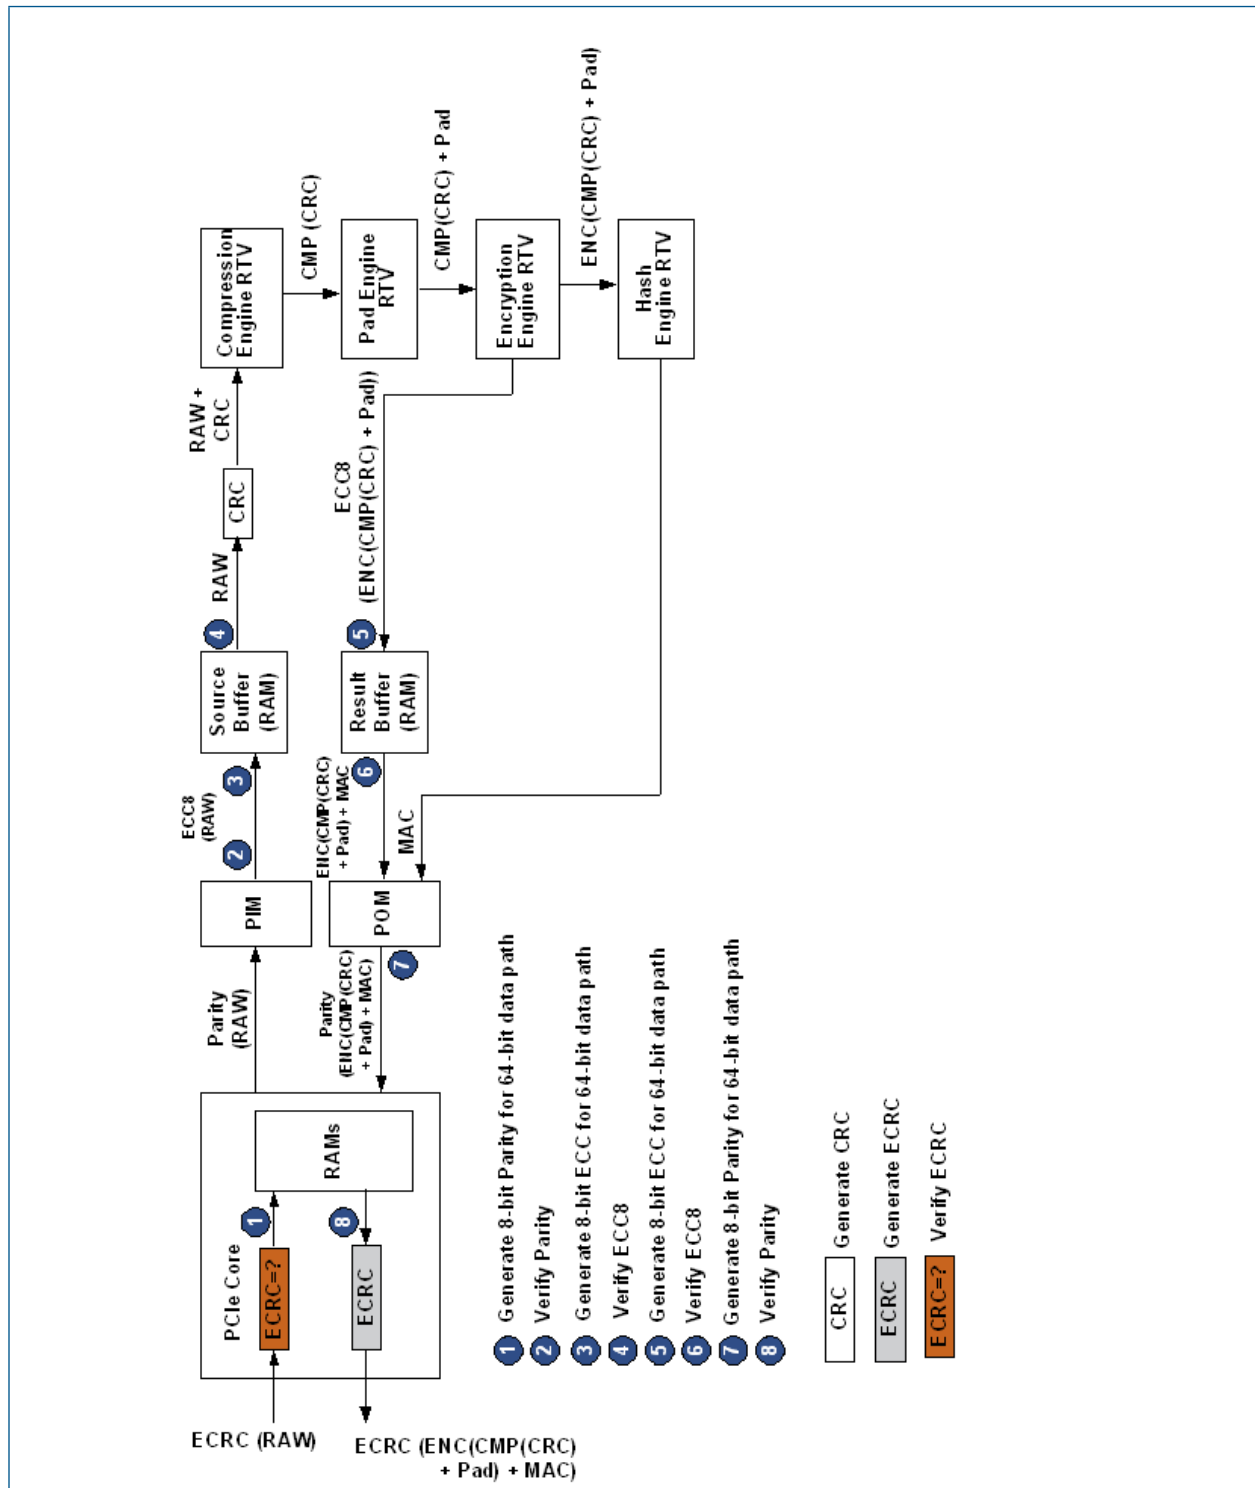 ECRC (RAW)
ECRC (ENC(CMP(CRC)
+ Pad) + MAC)
PCIe Core
ECRC=?
1
RAMs
8
ECRC
Parity
(RAW)
PIM
2
ECC8
(RAW)
3
Source
Buffer
(RAM)
4
RAW
CRC
RAW +
CRC
Compression
Engine RTV
CMP (CRC)
Pad Engine
RTV
CMP(CRC) + Pad
Encryption
Engine RTV
ENC(CMP(CRC) + Pad)
Hash
Engine RTV
ECC8
(ENC(CMP(CRC) + Pad))
5
Result
Buffer
(RAM)
6
ENC(CMP(CRC)
+ Pad) + MAC
MAC
POM
7
Parity
(ENC(CMP(CRC)
+ Pad) + MAC)
1 Generate 8-bit Parity for 64-bit data path
2 Verify Parity
3 Generate 8-bit ECC for 64-bit data path
4 Verify ECC8
5 Generate 8-bit ECC for 64-bit data path
6 Verify ECC8
7 Generate 8-bit Parity for 64-bit data path
8 Verify Parity
CRC Generate CRC
ECRC Generate ECRC
ECRC=? Verify ECRC